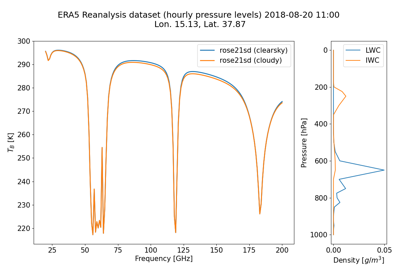 ERA5 Reanalysis dataset (hourly pressure levels) 2018-08-20 11:00
Lon. 15.13, Lat. 37.87
300
290
280
270
260
250
240
230
220
T_B [K]
rose21sd (clearsky)
rose21sd (cloudy)
25
50
75
100
125
150
175
200
Frequency [GHz]
0
200
400
600
800
1000
Pressure [hPa]
LWC
IWC
0.00
0.05
Density [g/m³]